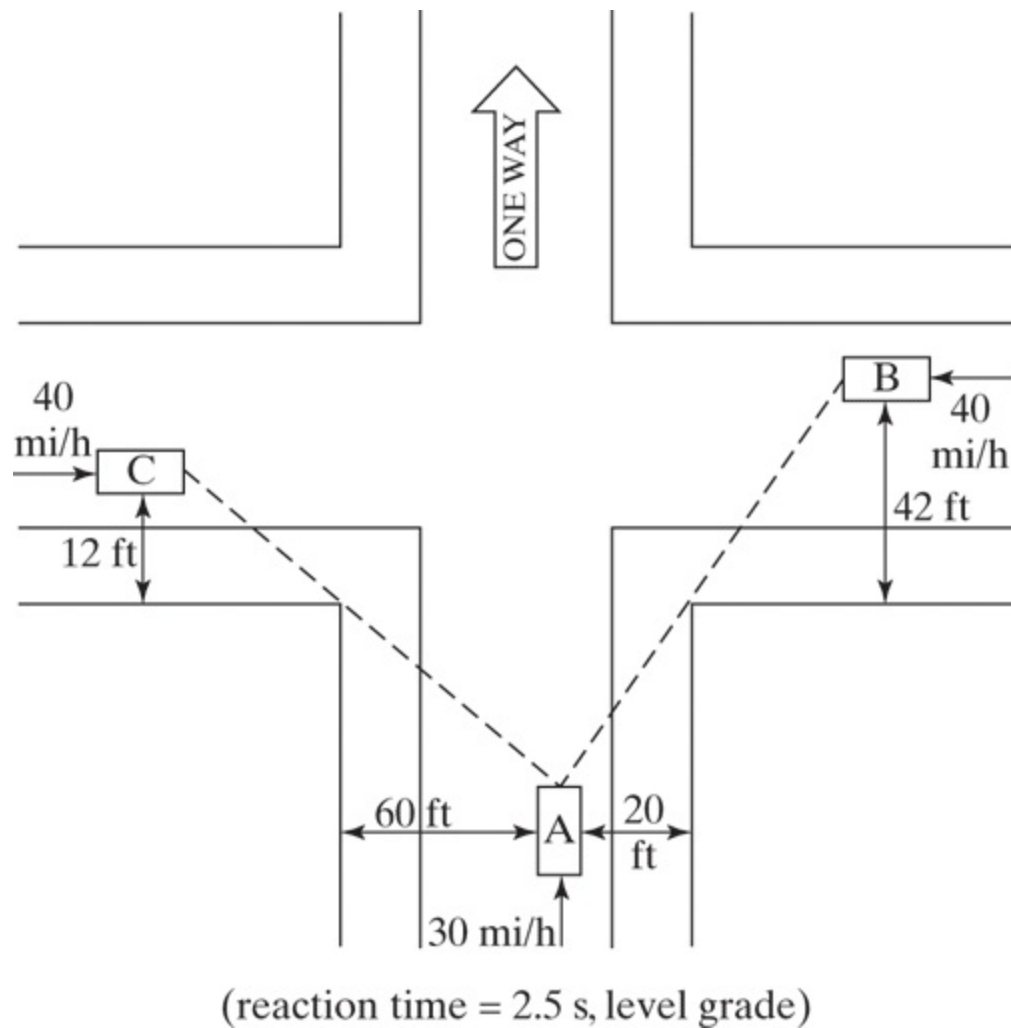 ONE WAY
40
mi/h
C
B
40
mi/h
12 ft
42 ft
60 ft
A
20
ft
30 mi/h
(reaction time = 2.5 s, level grade)